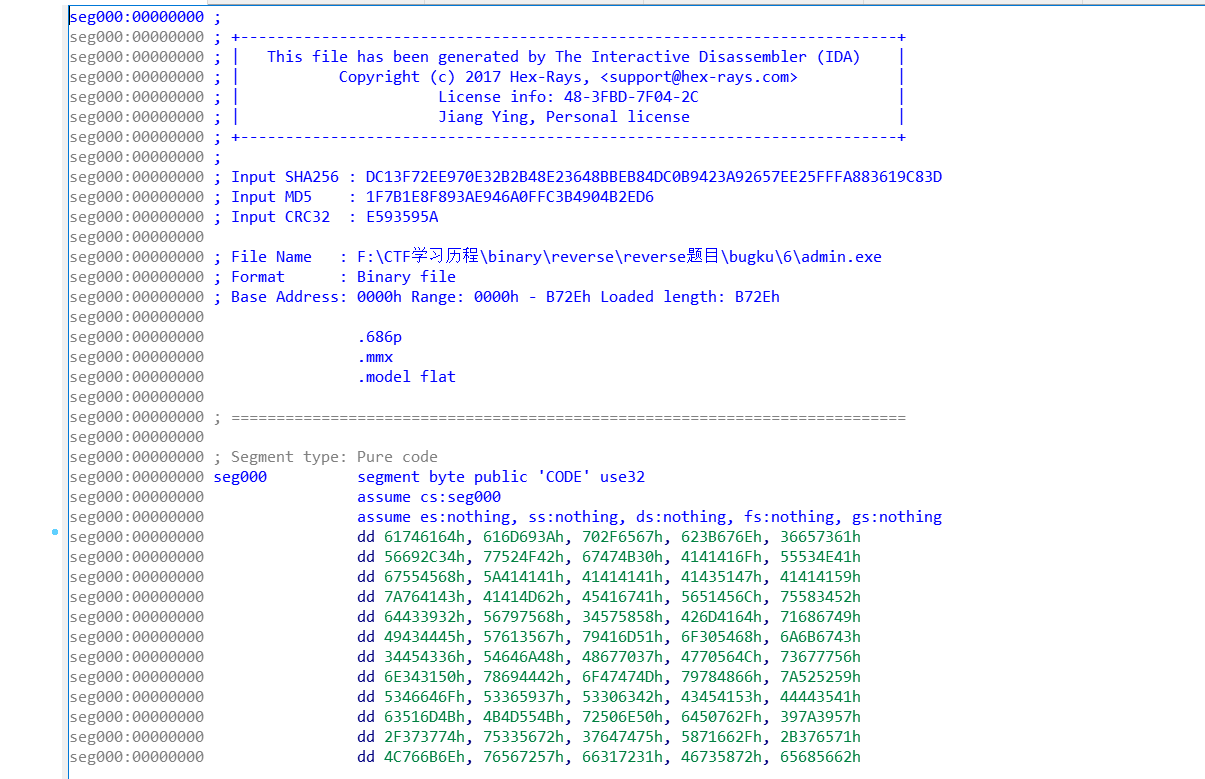 seg000:00000000 ;
seg000:00000000 ; +-------------------------------------------------------------------------+
seg000:00000000 ; | This file has been generated by The Interactive Disassembler (IDA) |
seg000:00000000 ; | Copyright (c) 2017 Hex-Rays, <support@hex-rays.com> |
seg000:00000000 ; | License info: 48-3FBD-7F04-2C |
seg000:00000000 ; | Jiang Ying, Personal license |
seg000:00000000 ; +-------------------------------------------------------------------------+
seg000:00000000 ;
seg000:00000000 ; Input SHA256 : DC13F72EE970E32B2B48E23648BBEB84DC0B9423A92657EE25FFFA883619C83D
seg000:00000000 ; Input MD5 : 1F7B1E8F893AE946A0FFC3B4904B2ED6
seg000:00000000 ; Input CRC32 : E593595A
seg000:00000000
seg000:00000000 ; File Name : F:\CTF学习历程\binary\reverse\reverse题目\bugku\6\admin.exe
seg000:00000000 ; Format : Binary file
seg000:00000000 ; Base Address: 0000h Range: 0000h - B72Eh Loaded length: B72Eh
seg000:00000000
seg000:00000000 .686p
seg000:00000000 .mmx
seg000:00000000 .model flat
seg000:00000000
seg000:00000000 ; ===========================================================================
seg000:00000000
seg000:00000000 ; Segment type: Pure code
seg000:00000000 seg000 segment byte public 'CODE' use32
seg000:00000000 assume cs:seg000
seg000:00000000 assume es:nothing, ss:nothing, ds:nothing, fs:nothing, gs:nothing
seg000:00000000 dd 61746164h, 616D693Ah, 702F6567h, 623B676Eh, 36657361h
seg000:00000000 dd 56692C34h, 77524F42h, 67474B30h, 4141416Fh, 55534E41h
seg000:00000000 dd 67554568h, 5A414141h, 41414141h, 41435147h, 41414159h
seg000:00000000 dd 7A764143h, 41414D62h, 45416741h, 5651456Ch, 75583452h
seg000:00000000 dd 64433932h, 56797568h, 34575858h, 426D4164h, 71686749h
seg000:00000000 dd 49434445h, 57613567h, 79416D51h, 6F305468h, 6A6B6743h
seg000:00000000 dd 34454336h, 54646A48h, 48677037h, 4770564Ch, 73677756h
seg000:00000000 dd 6E343150h, 78694442h, 6F47474Dh, 79784866h, 7A525259h
seg000:00000000 dd 5346646Fh, 53365937h, 53306342h, 43454153h, 44443541h
seg000:00000000 dd 63516D4Bh, 4B4D554Bh, 72506E50h, 6450762Fh, 397A3957h
seg000:00000000 dd 2F373774h, 75335672h, 37647475h, 5871662Fh, 2B376571h
seg000:00000000 dd 4C766B6Eh, 76567257h, 66317231h, 46735872h, 65685662h